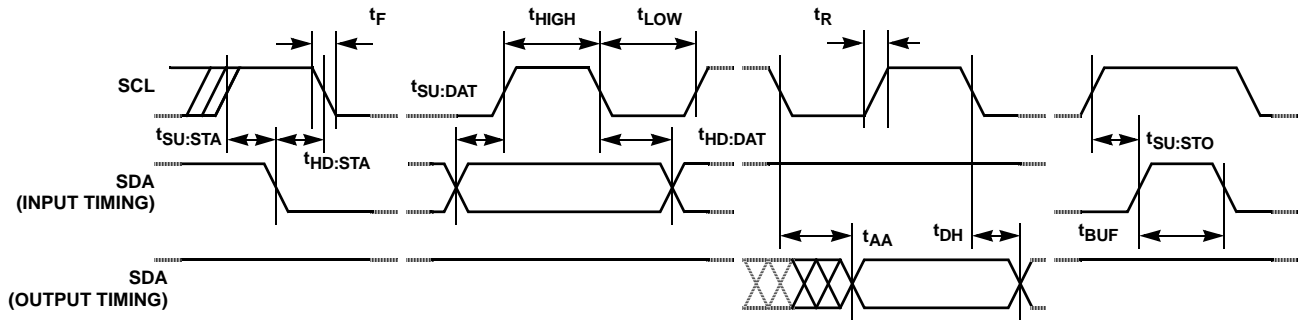 tF
tHIGH
tLOW
tR
SCL
tSU:DAT
tSU:STA
tHD:STA
tHD:DAT
tSU:STO
SDA
(INPUT TIMING)
tAA
tDH
tBUF
SDA
(OUTPUT TIMING)